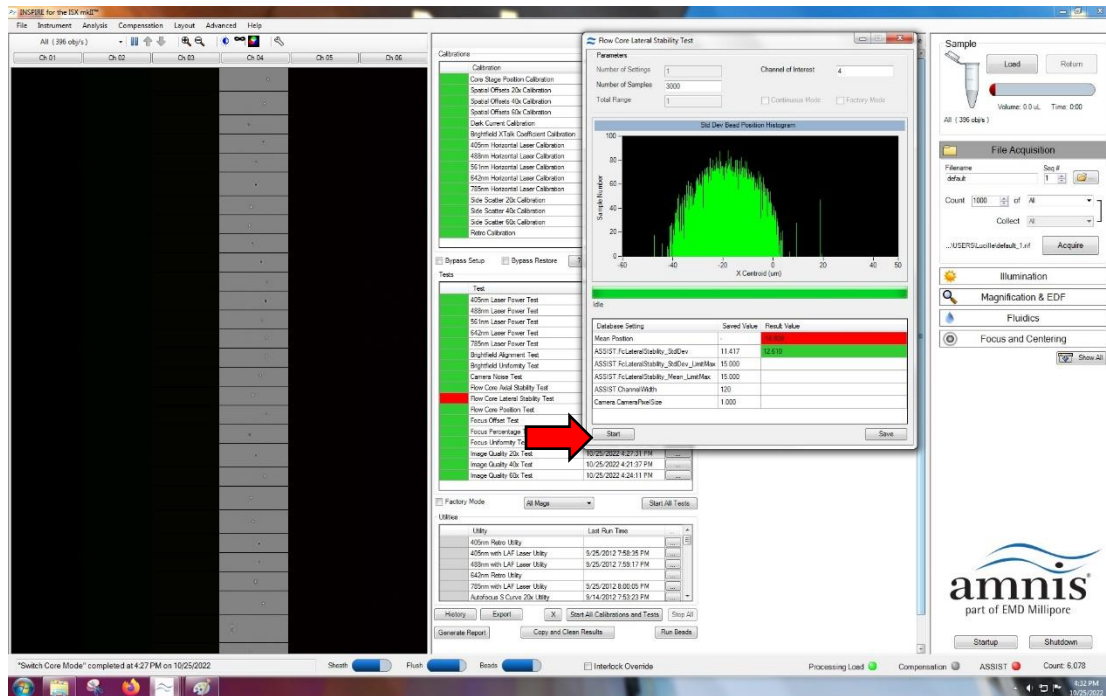 INSPIRE for the ISX mkII™
File Instrument Analysis Compensation Layout Advanced Help
All (396 obj/s)
Ch 01 Ch 02 Ch 03 Ch 04 Ch 05 Ch 06
Calibrations
Calibration
Core Stage Position Calibration
Spatial Offsets 20x Calibration
Spatial Offsets 40x Calibration
Spatial Offsets 60x Calibration
Dark Current Calibration
Brightfield XTalk Coefficient Calibration
405nm Horizontal Laser Calibration
488nm Horizontal Laser Calibration
561nm Horizontal Laser Calibration
642nm Horizontal Laser Calibration
785nm Horizontal Laser Calibration
Side Scatter 20x Calibration
Side Scatter 40x Calibration
Side Scatter 60x Calibration
Retro Calibration
Bypass Setup Bypass Restore ?
Tests
Test
405nm Laser Power Test
488nm Laser Power Test
561nm Laser Power Test
642nm Laser Power Test
785nm Laser Power Test
Brightfield Alignment Test
Brightfield Uniformity Test
Camera Noise Test
Flow Core Axial Stability Test
Flow Core Lateral Stability Test
Flow Core Position Test
Focus Offset Test
Focus Percentage
Focus Uniformity Te
Image Quality 20x Test 10/25/2022 4:27:31 PM ...
Image Quality 40x Test 10/25/2022 4:21:37 PM ...
Image Quality 60x Test 10/25/2022 4:24:11 PM ...
Factory Mode All Mags Start All Tests
Utilities
Utility Last Run Time ...
405nm Retro Utility ...
405nm with LAF Laser Utility 9/25/2012 7:58:35 PM ...
488nm with LAF Laser Utility 9/25/2012 7:59:17 PM ...
642nm Retro Utility ...
785nm with LAF Laser Utility 9/25/2012 8:00:05 PM ...
Autofocus S Curve 20x Utility 9/14/2012 7:53:23 PM ...
History Export X Start All Calibrations and Tests Stop All
Generate Report Copy and Clean Results Run Beads
Flow Core Lateral Stability Test
Parameters
Number of Settings 1 Channel of Interest 4
Number of Samples 3000
Total Range 1 Continuous Mode Factory Mode
Std Dev Bead Position Histogram
Sample Number
100
80
60
40
20
0
-60 -40 -20 0 20 40 50
X Centroid (um)
Idle
Database Setting Saved Value Result Value
Mean Position -
ASSIST.FcLateralStability_StdDev 11.417 12.610
ASSIST.FcLateralStability_StdDev_LimitMax 15.000
ASSIST.FcLateralStability_Mean_LimitMax 15.000
ASSIST.ChannelWidth 120
Camera.CameraPixelSize 1.000
Start Save
Sample
Load Return
Volume: 0.0 uL Time: 0:00
All (396 obj/s)
File Acquisition
Filename Seq #
default 1
Count 1000 of All
Collect All
...\USERS\Lucille\default_1.rif Acquire
Illumination
Magnification & EDF
Fluidics
Focus and Centering
Show All
amnis
part of EMD Millipore
Startup Shutdown
"Switch Core Mode" completed at 4:27 PM on 10/25/2022 Sheath Flush Beads Interlock Override Processing Load Compensation ASSIST Count: 6,078
4:32 PM
10/25/2022